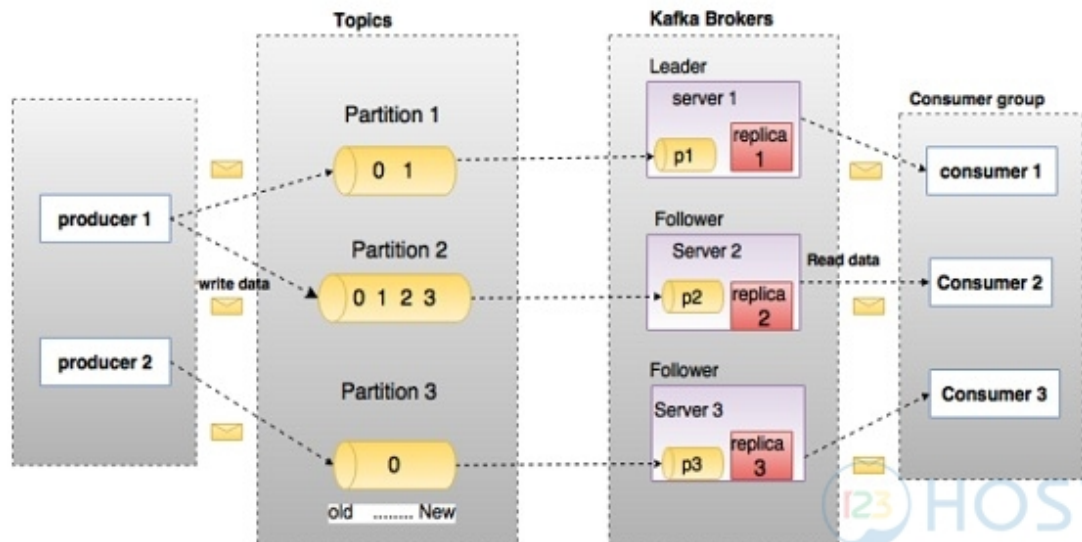 Topics
Kafka Brokers
Leader
server 1
Consumer group
Partition 1
p1
replica
1
0 1
consumer 1
producer 1
Follower
Partition 2
Server 2
Read data
write data
0 1 2 3
p2
replica
2
Consumer 2
producer 2
Follower
Partition 3
Server 3
Consumer 3
0
p3
replica
3
old ........ New
123
HOS